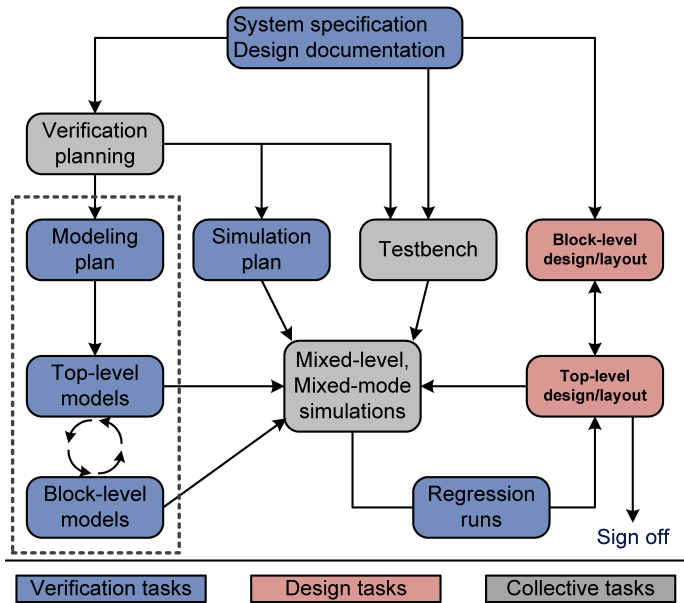 System specification
Design documentation
Verification
planning
Modeling
plan
Simulation
plan
Testbench
Block-level
design/layout
Top-level
models
Mixed-level,
Mixed-mode
simulations
Top-level
design/layout
Block-level
models
Regression
runs
Sign off
Verification tasks
Design tasks
Collective tasks